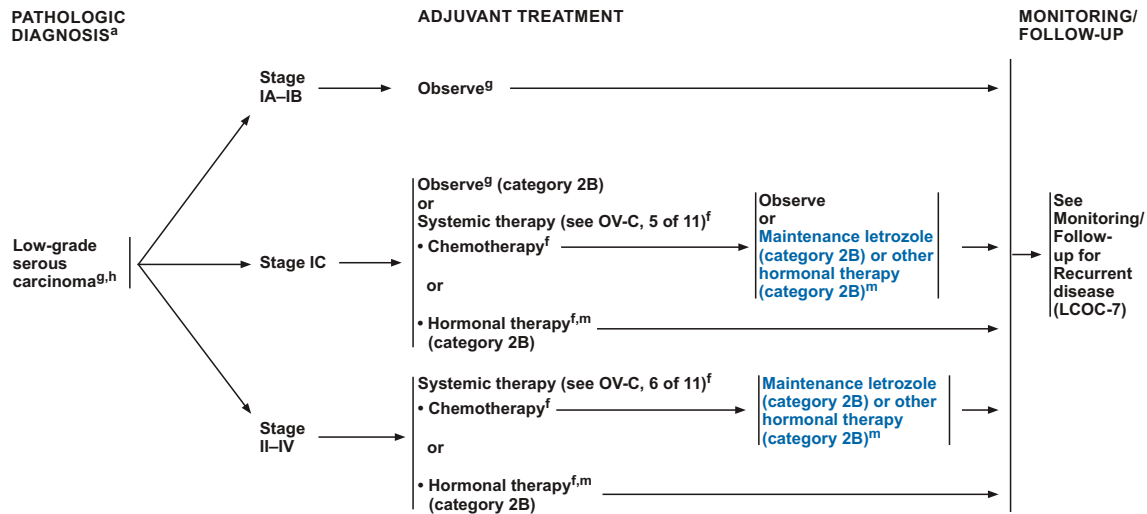 PATHOLOGIC
DIAGNOSISa
ADJUVANT TREATMENT
MONITORING/
FOLLOW-UP
Low-grade
serous
carcinomag,h
Stage
IA–IB
Observeg
Stage IC
Observeg (category 2B)
or
Systemic therapy (see OV-C, 5 of 11)f
• Chemotherapyf
or
• Hormonal therapyf,m
(category 2B)
Observe
or
Maintenance letrozole
(category 2B) or other
hormonal therapy
(category 2B)m
Stage
II–IV
Systemic therapy (see OV-C, 6 of 11)f
• Chemotherapyf
or
• Hormonal therapyf,m
(category 2B)
Maintenance letrozole
(category 2B) or other
hormonal therapy
(category 2B)m
See
Monitoring/
Follow-
up for
Recurrent
disease
(LCOC-7)